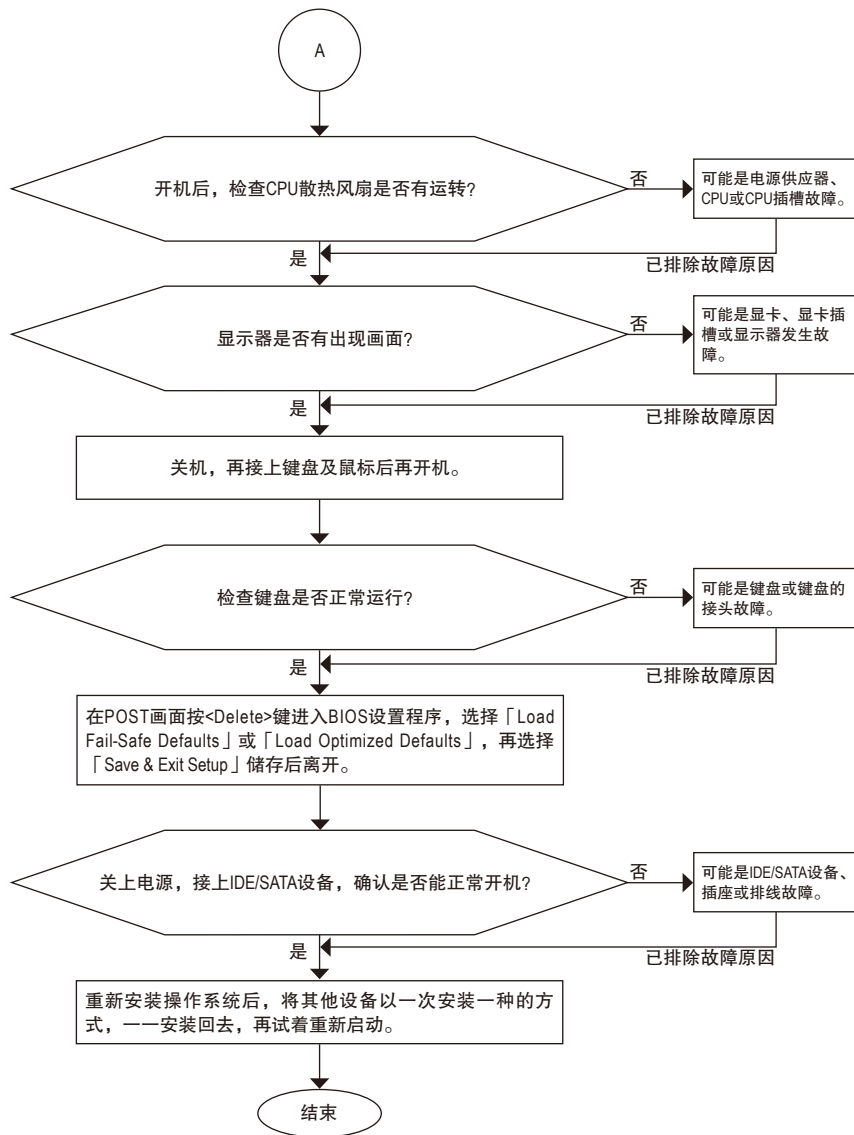 A
开机后，检查CPU散热风扇是否有运转?
否
可能是电源供应器、
CPU或CPU插槽故障。
是
已排除故障原因
显示器是否有出现画面?
否
可能是显卡、显卡插
槽或显示器发生故
障。
是
已排除故障原因
关机，再接上键盘及鼠标后再开机。
检查键盘是否正常运行?
否
可能是键盘或键盘的
接头故障。
是
已排除故障原因
在POST画面按<Delete>键进入BIOS设置程序，选择「Load
Fail-Safe Defaults」或「Load Optimized Defaults」，再选择
「Save & Exit Setup」储存后离开。
关上电源，接上IDE/SATA设备，确认是否能正常开机?
否
可能是IDE/SATA设备、
插座或排线故障。
是
已排除故障原因
重新安装操作系统后，将其他设备以一次安装一种的方
式，一一安装回去，再试着重新启动。
结束